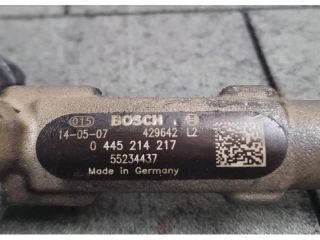 015 BOSCH
14-05-07 429642 L2
0 445 214 217
55234437
Made in Germany